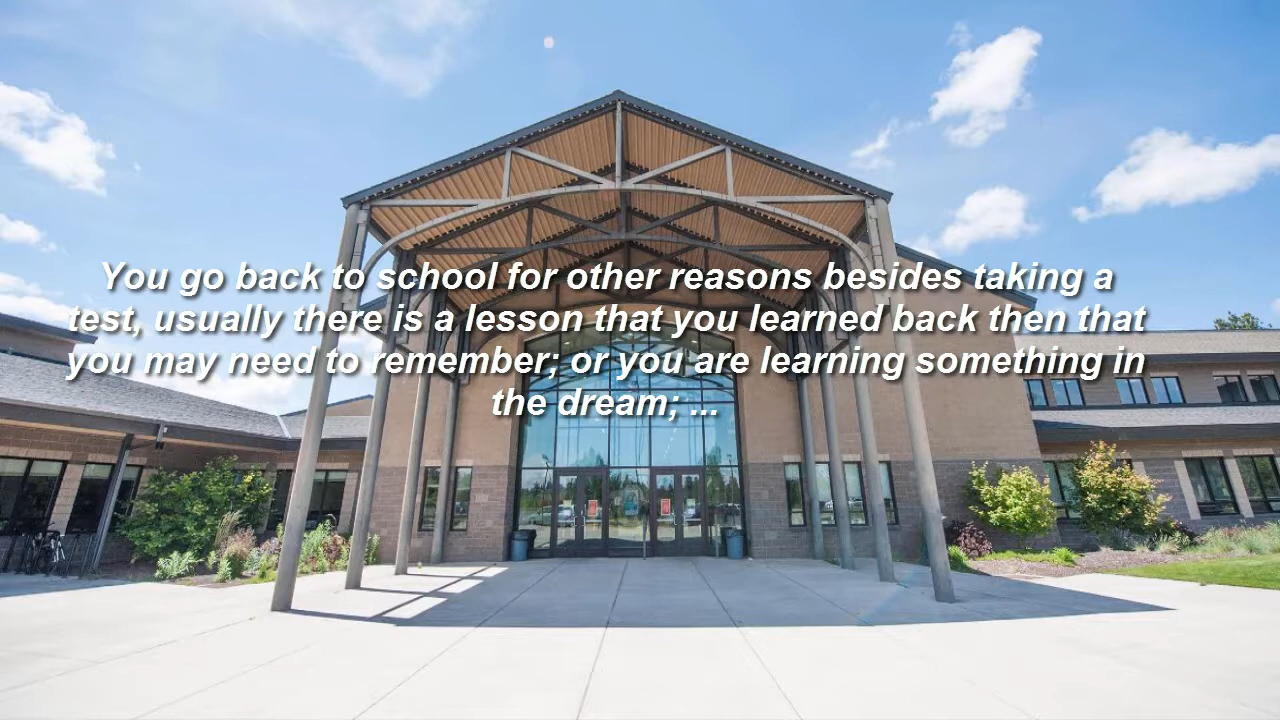 You go back to school for other reasons besides taking a
test, usually there is a lesson that you learned back then that
you may need to remember; or you are learning something in
the dream; ...